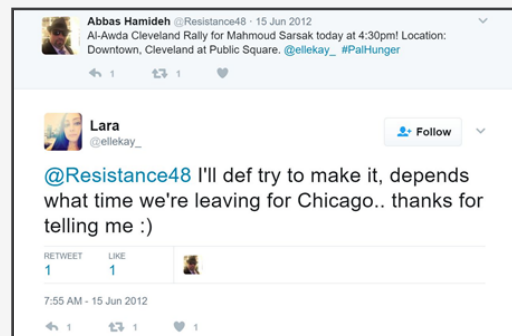 Abbas Hamideh @Resistance48 · 15 Jun 2012
Al-Awda Cleveland Rally for Mahmoud Sarsak today at 4:30pm! Location:
Downtown, Cleveland at Public Square. @ellekay_ #PalHunger
1 1
Lara
@ellekay_
Follow
@Resistance48 I'll def try to make it, depends
what time we're leaving for Chicago.. thanks for
telling me :)
RETWEET LIKE
1 1
7:55 AM - 15 Jun 2012
1 1 1